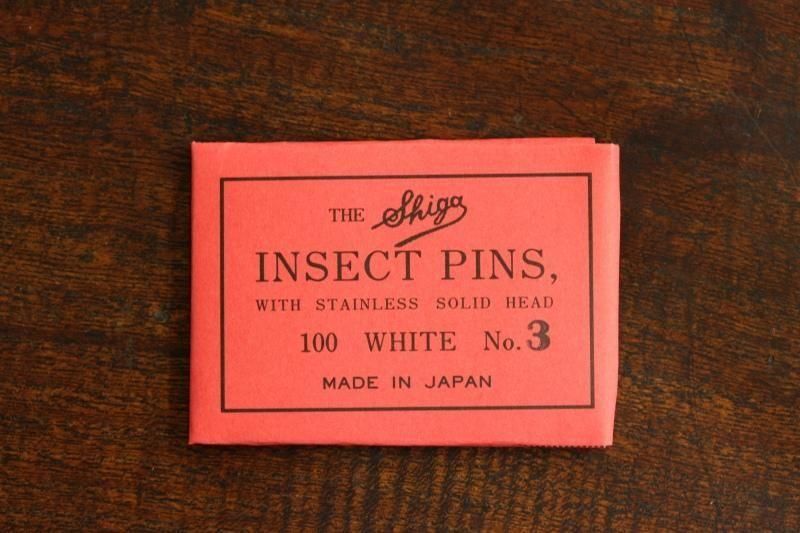 THE Shiga
INSECT PINS,
WITH STAINLESS SOLID HEAD
100 WHITE No. 3
MADE IN JAPAN